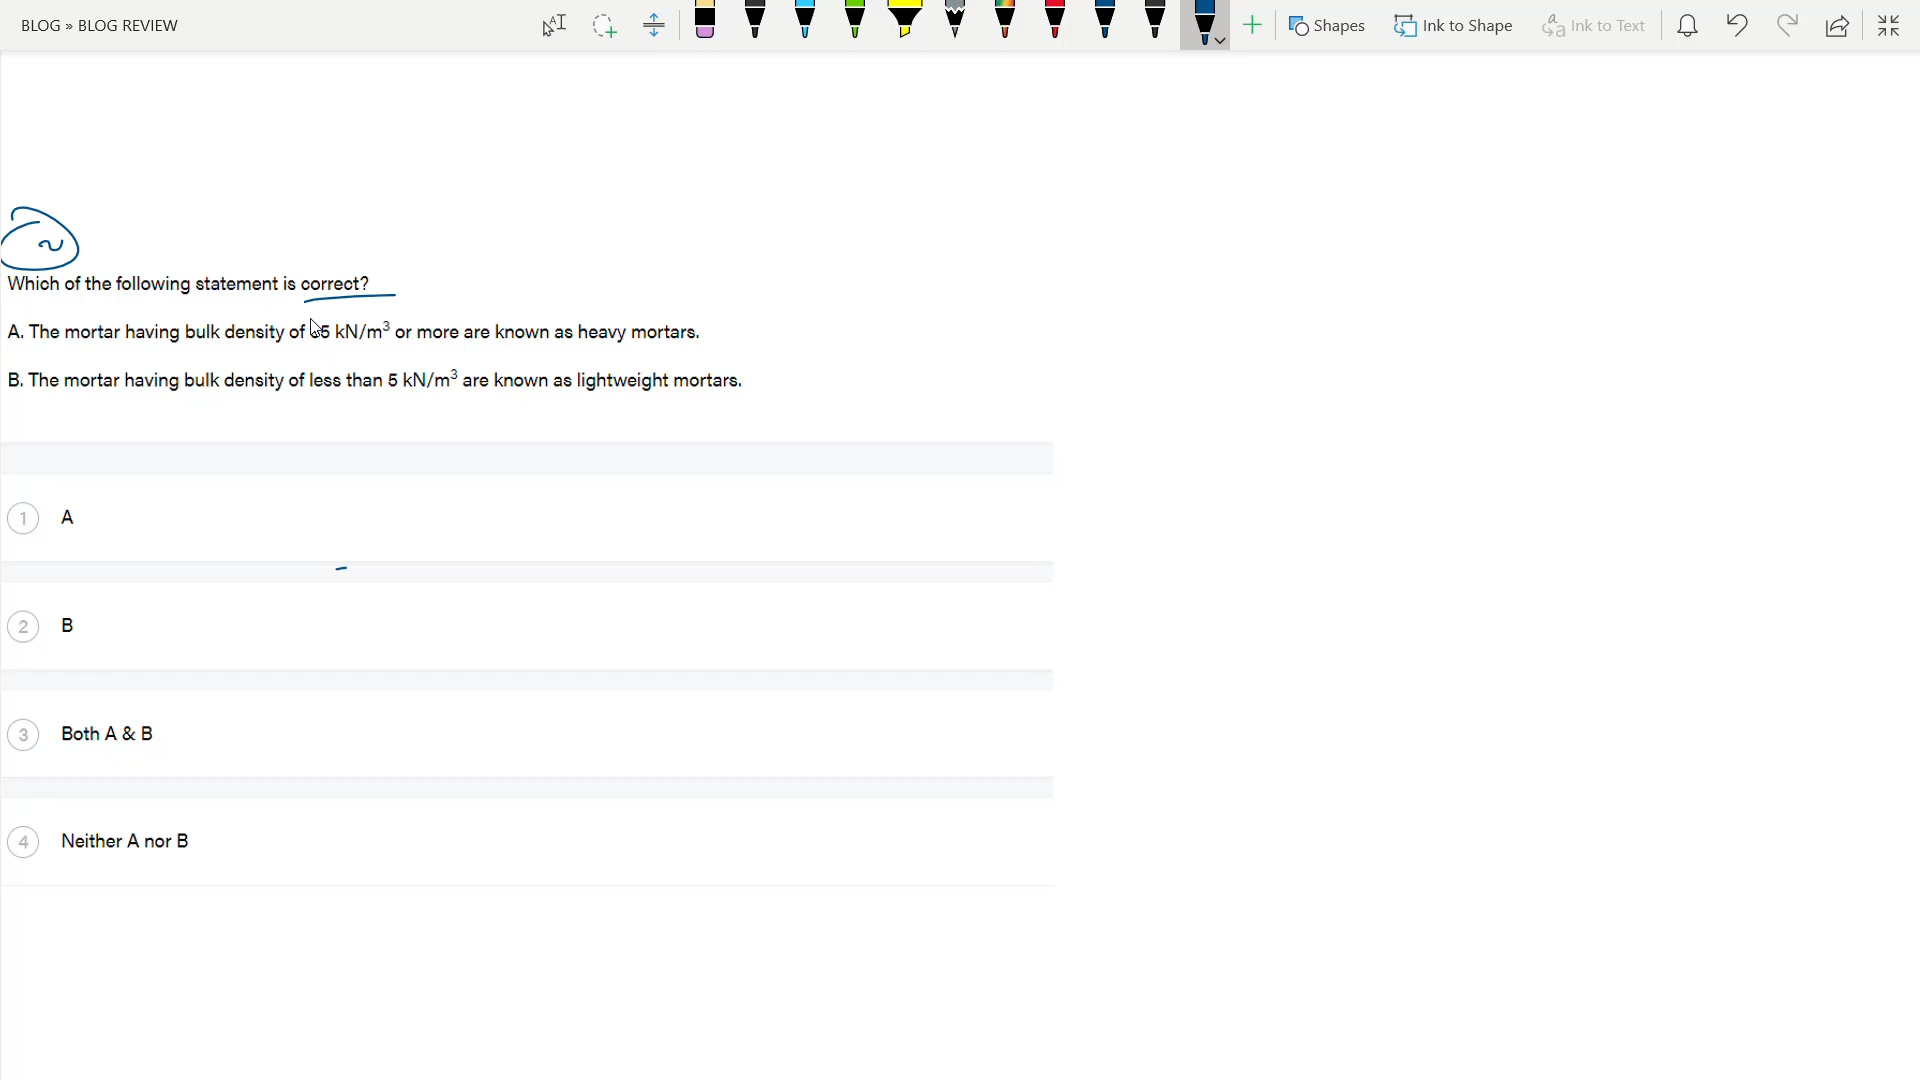 BLOG » BLOG REVIEW
Shapes
Ink to Shape
Ink to Text
Which of the following statement is correct?
A. The mortar having bulk density of 5 kN/m³ or more are known as heavy mortars.
B. The mortar having bulk density of less than 5 kN/m³ are known as lightweight mortars.
1 A
2 B
3 Both A & B
4 Neither A nor B